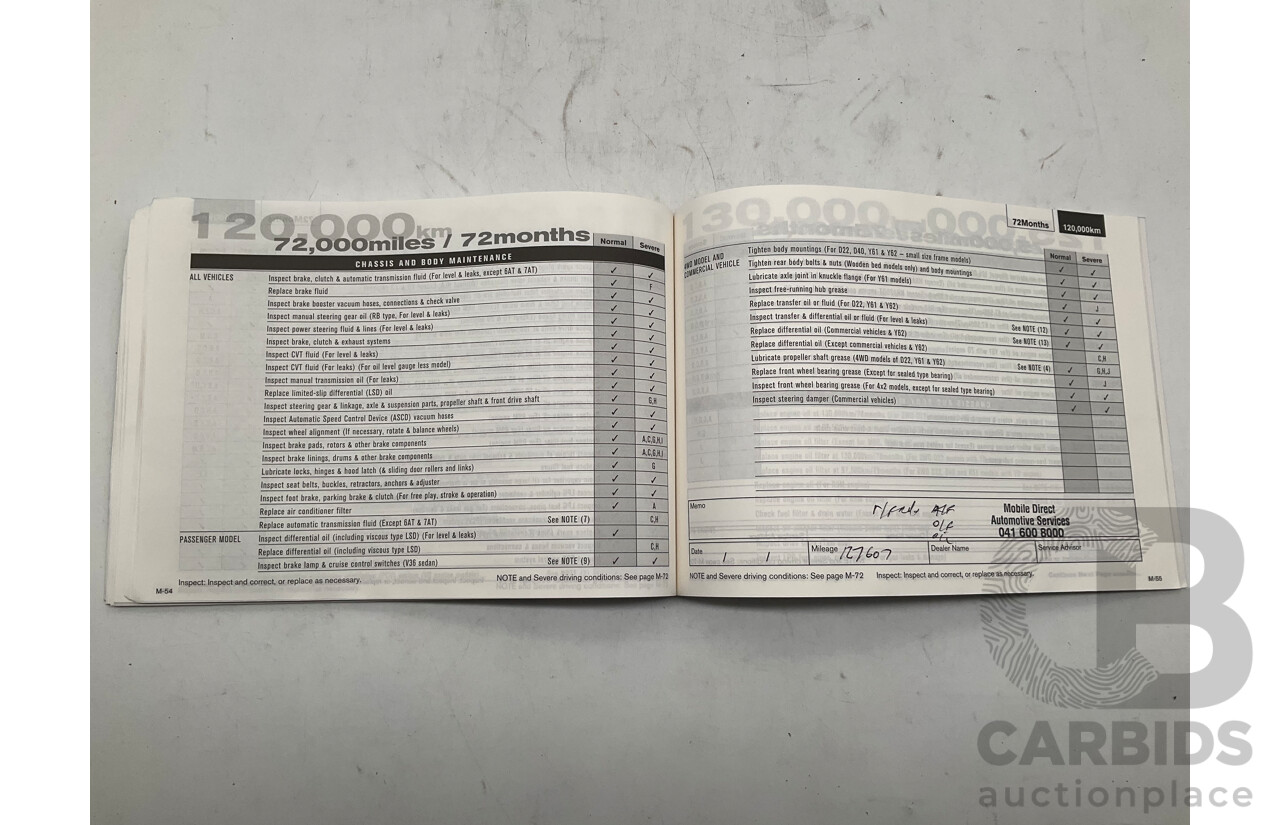 120,000km
72,000miles / 72months
Normal Severe
CHASSIS AND BODY MAINTENANCE
ALL VEHICLES
Inspect brake, clutch & automatic transmission fluid (For level & leaks, except 6AT & 7AT) ✓ ✓
Replace brake fluid ✓ F
Inspect brake booster vacuum hoses, connections & check valve ✓ ✓
Inspect manual steering gear oil (RB type, For level & leaks) ✓ ✓
Inspect power steering fluid & lines (For level & leaks) ✓ ✓
Inspect brake, clutch & exhaust systems ✓ ✓
Inspect CVT fluid (For level & leaks) ✓ ✓
Inspect CVT fluid (For leaks) (For oil level gauge less model) ✓ ✓
Inspect manual transmission oil (For leaks) ✓ ✓
Replace limited-slip differential (LSD) oil ✓ ✓
Inspect steering gear & linkage, axle & suspension parts, propeller shaft & front drive shaft ✓ G,H
Inspect Automatic Speed Control Device (ASCD) vacuum hoses ✓ ✓
Inspect wheel alignment (If necessary, rotate & balance wheels) ✓ ✓
Inspect brake pads, rotors & other brake components ✓ A,C,G,H,I
Inspect brake linings, drums & other brake components ✓ A,C,G,H,I
Lubricate locks, hinges & hood latch (& sliding door rollers and links) ✓ G
Inspect seat belts, buckles, retractors, anchors & adjuster ✓ ✓
Inspect foot brake, parking brake & clutch (For free play, stroke & operation) ✓ ✓
Replace air conditioner filter ✓ A
Replace automatic transmission fluid (Except 6AT & 7AT) See NOTE (7) C,H
PASSENGER MODEL
Inspect differential oil (including viscous type LSD) (For level & leaks) ✓
Replace differential oil (including viscous type LSD) C,H
Inspect brake lamp & cruise control switches (V36 sedan) See NOTE (9) ✓ ✓
Inspect: Inspect and correct, or replace as necessary.
NOTE and Severe driving conditions: See page M-72
M-54
72Months 120,000km
Normal Severe
4WD MODEL AND
COMMERCIAL VEHICLE
Tighten body mountings (For D22, D40, Y61 & Y62 – small size frame models) ✓ ✓
Tighten rear body bolts & nuts (Wooden bed models only) and body mountings ✓ ✓
Lubricate axle joint in knuckle flange (For Y61 models) ✓ ✓
Inspect free-running hub grease ✓ J
Replace transfer oil or fluid (For D22, Y61 & Y62) ✓ ✓
Inspect transfer & differential oil or fluid (For level & leaks) ✓ ✓
Replace differential oil (Commercial vehicles & Y62) See NOTE (12) ✓ ✓
Replace differential oil (Except commercial vehicles & Y62) See NOTE (13) C,H
Lubricate propeller shaft grease (4WD models of D22, Y61 & Y62) ✓ G,H,J
Replace front wheel bearing grease (Except for sealed type bearing) See NOTE (4) ✓ J
Inspect front wheel bearing grease (For 4x2 models, except for sealed type bearing) ✓ ✓
Inspect steering damper (Commercial vehicles) ✓ ✓
Memo
A/F
O/F
Mobile Direct
Automotive Services
041 600 8000
Date / /
Mileage 127607
Dealer Name
Service Advisor
NOTE and Severe driving conditions: See page M-72
Inspect: Inspect and correct, or replace as necessary.
M-55
CARBIDS
auctionplace